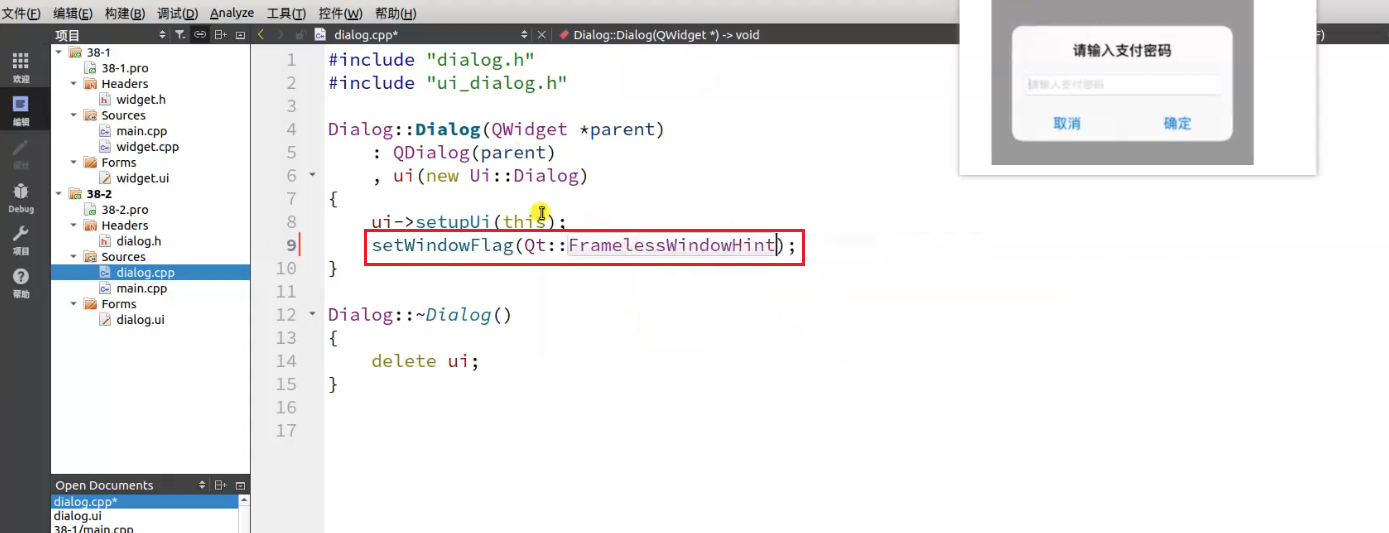 文件(F) 编辑(E) 构建(B) 调试(D) Analyze 工具(T) 控件(W) 帮助(H)
项目
dialog.cpp*
Dialog::Dialog(QWidget *) -> void
欢迎
编辑
设计
Debug
项目
帮助
38-1
38-1.pro
Headers
widget.h
Sources
main.cpp
widget.cpp
Forms
widget.ui
38-2
38-2.pro
Headers
dialog.h
Sources
dialog.cpp
main.cpp
Forms
dialog.ui
Open Documents
dialog.cpp*
dialog.ui
38-1/main.cpp
1 #include "dialog.h"
2 #include "ui_dialog.h"
3
4 Dialog::Dialog(QWidget *parent)
5 : QDialog(parent)
6 , ui(new Ui::Dialog)
7 {
8 ui->setupUi(this);
9 setWindowFlag(Qt::FramelessWindowHint);
10 }
11
12 Dialog::~Dialog()
13 {
14 delete ui;
15 }
16
17
请输入支付密码
请输入支付密码
取消 确定
F)